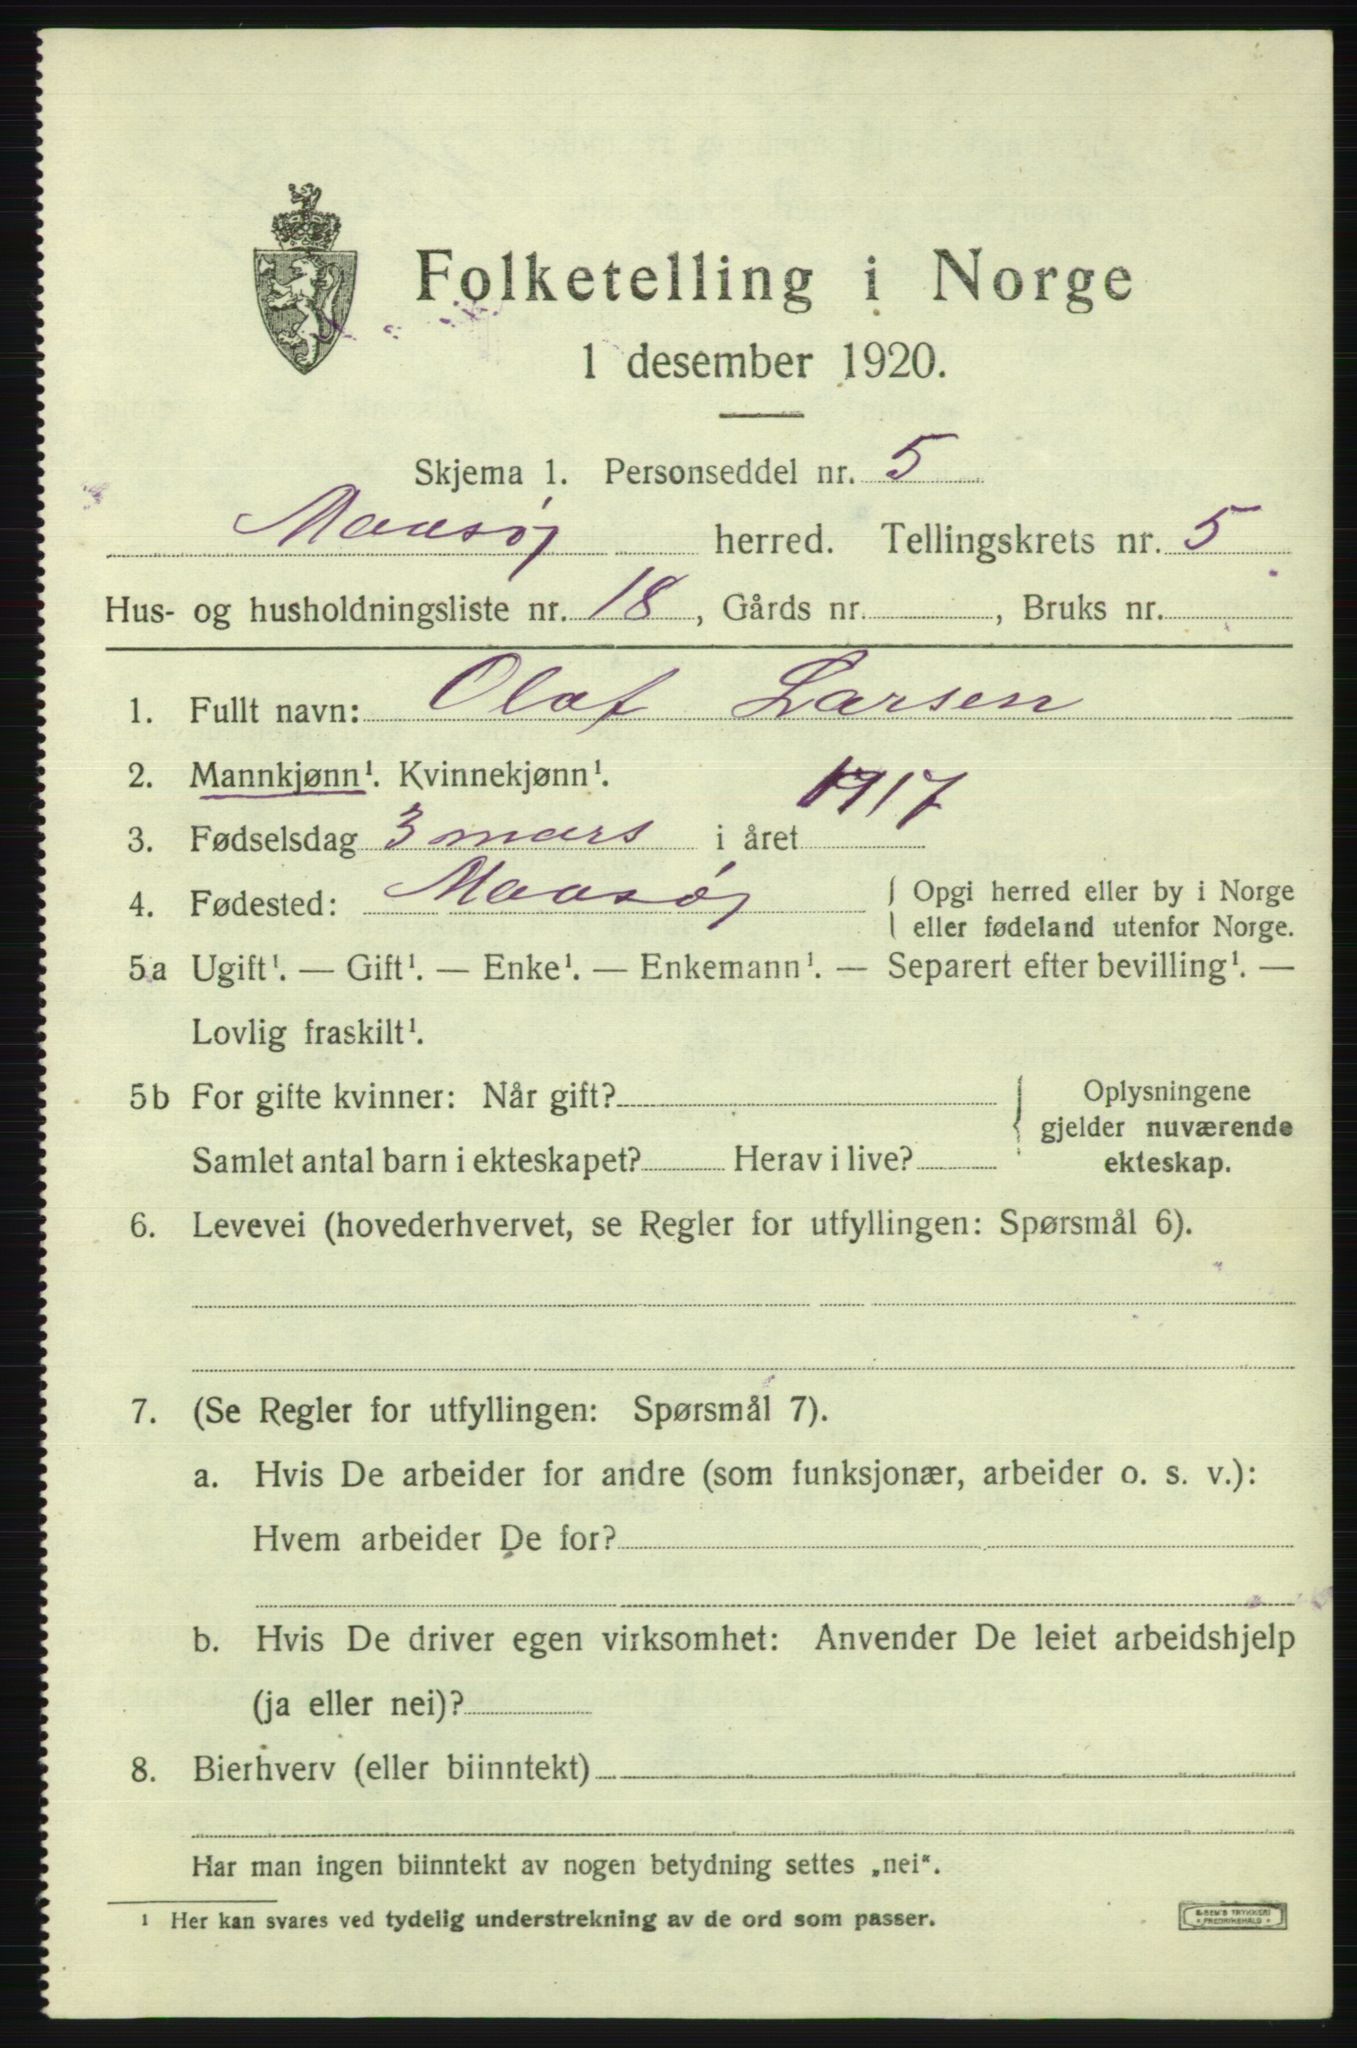 Folketelling i Norge
1 desember 1920.
Skjema 1. Personseddel nr. 5
Maasøy herred. Tellingskrets nr. 5
Hus- og husholdningsliste nr. 18, Gårds nr. , Bruks nr.
1. Fullt navn: Olaf Larsen
2. Mannkjønn¹. Kvinnekjønn¹.
3. Fødselsdag 3 mars i året 1917
4. Fødested: Maasøy { Opgi herred eller by i Norge
eller fødeland utenfor Norge.
5a Ugift¹. — Gift¹. — Enke¹. — Enkemann¹. — Separert efter bevilling¹. —
Lovlig fraskilt¹.
5b For gifte kvinner: Når gift? { Oplysningene
gjelder nuværende
Samlet antal barn i ekteskapet? Herav i live? ekteskap.
6. Levevei (hovederhvervet, se Regler for utfyllingen: Spørsmål 6).
7. (Se Regler for utfyllingen: Spørsmål 7).
a. Hvis De arbeider for andre (som funksjonær, arbeider o. s. v.):
Hvem arbeider De for?
b. Hvis De driver egen virksomhet: Anvender De leiet arbeidshjelp
(ja eller nei)?
8. Bierhverv (eller biinntekt)
Har man ingen biinntekt av nogen betydning settes „nei“.
¹ Her kan svares ved tydelig understrekning av de ord som passer.
TRYKKERI
FREDRIKSHALD